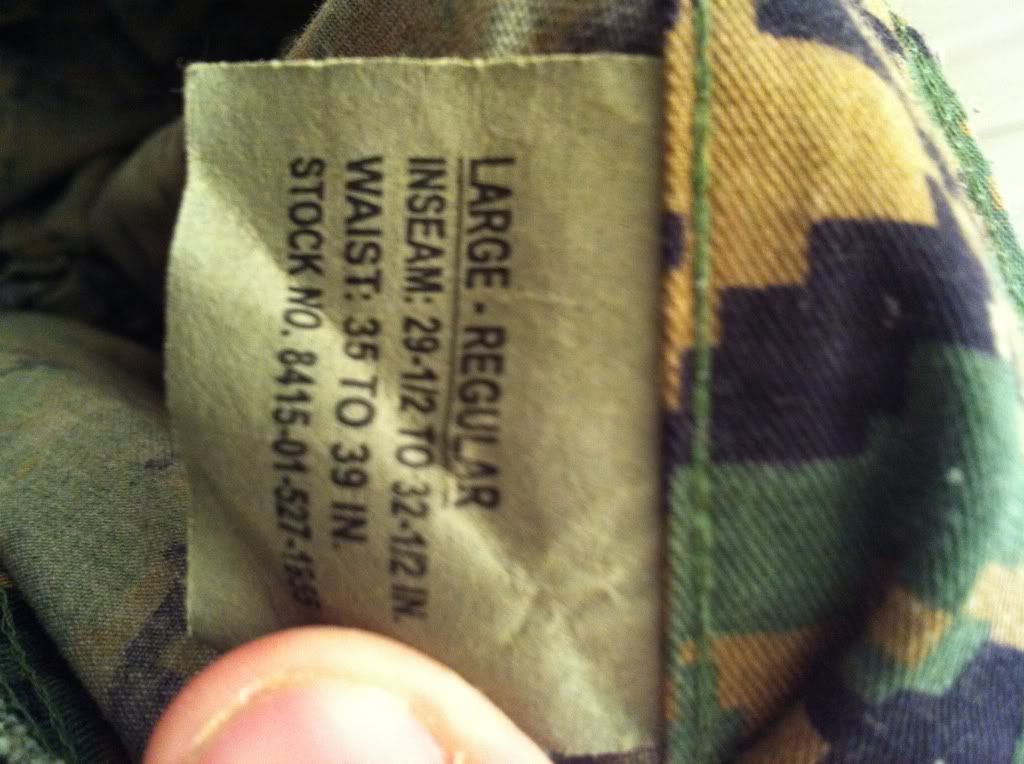 LARGE - REGULAR
INSEAM: 29-1/2 TO 32-1/2 IN.
WAIST: 35 TO 39 IN.
STOCK NO.